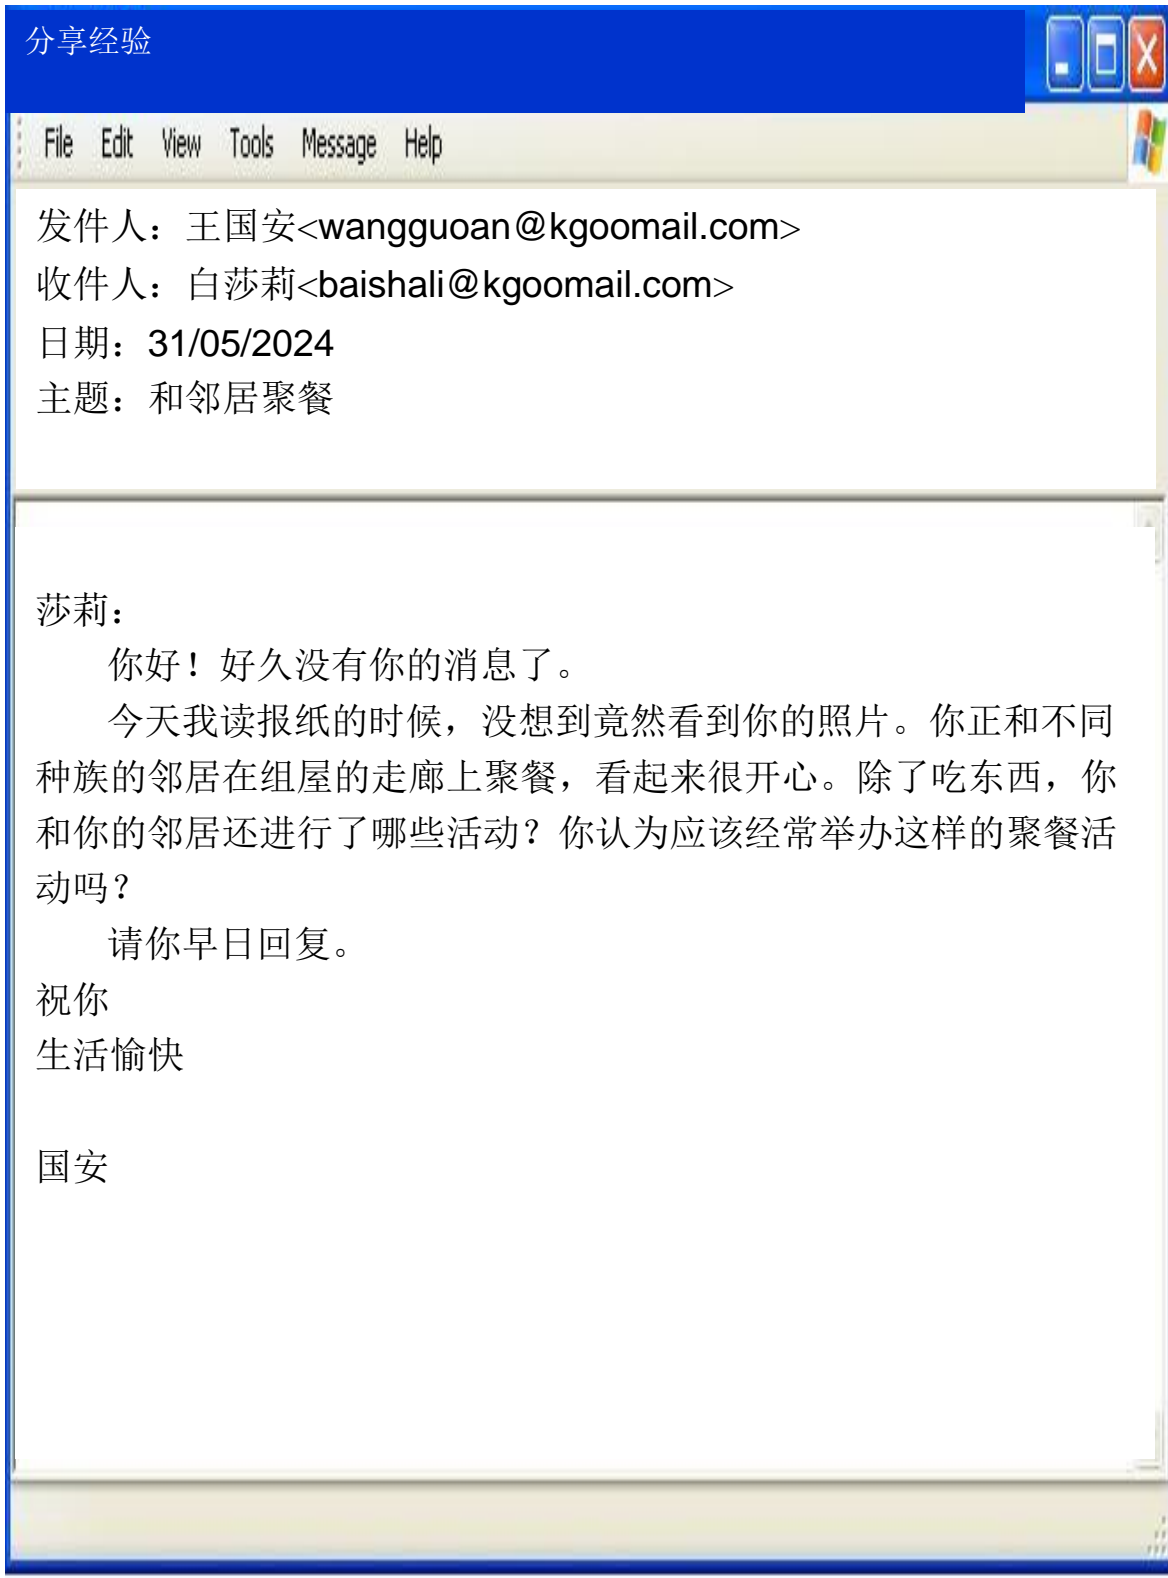 分享经验
File Edit View Tools Message Help
发件人：王国安<wangguoan@kgoomail.com>
收件人：白莎莉<baishali@kgoomail.com>
日期：31/05/2024
主题：和邻居聚餐
莎莉：
你好！好久没有你的消息了。
今天我读报纸的时候，没想到竟然看到你的照片。你正和不同
种族的邻居在组屋的走廊上聚餐，看起来很开心。除了吃东西，你
和你的邻居还进行了哪些活动？你认为应该经常举办这样的聚餐活
动吗？
请你早日回复。
祝你
生活愉快
国安